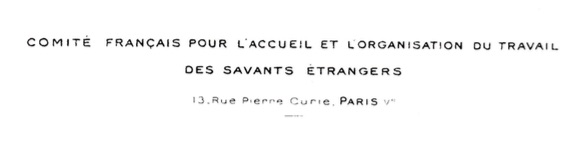 COMITÉ FRANÇAIS POUR L'ACCUEIL ET L'ORGANISATION DU TRAVAIL
DES SAVANTS ÉTRANGERS
13, Rue Pierre Curie, PARIS Vᵉ